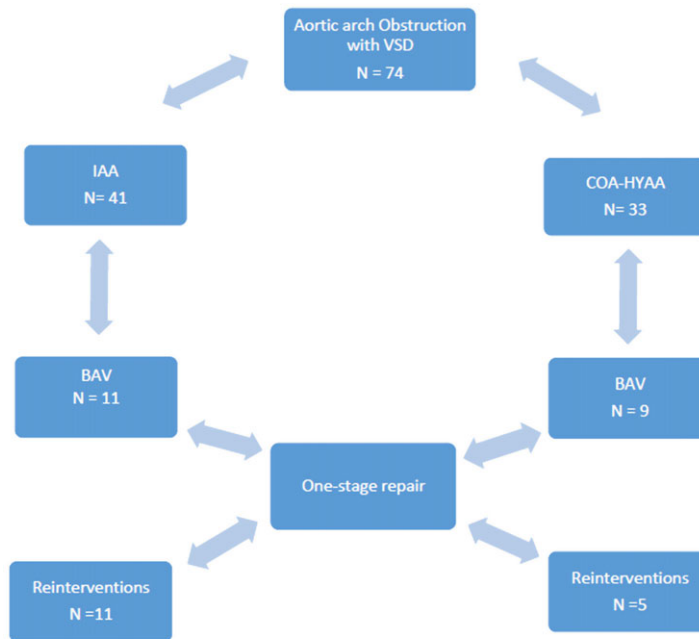 Aortic arch Obstruction
with VSD
N = 74
IAA
N= 41
COA-HYAA
N= 33
BAV
N = 11
BAV
N = 9
One-stage repair
Reinterventions
N =11
Reinterventions
N =5